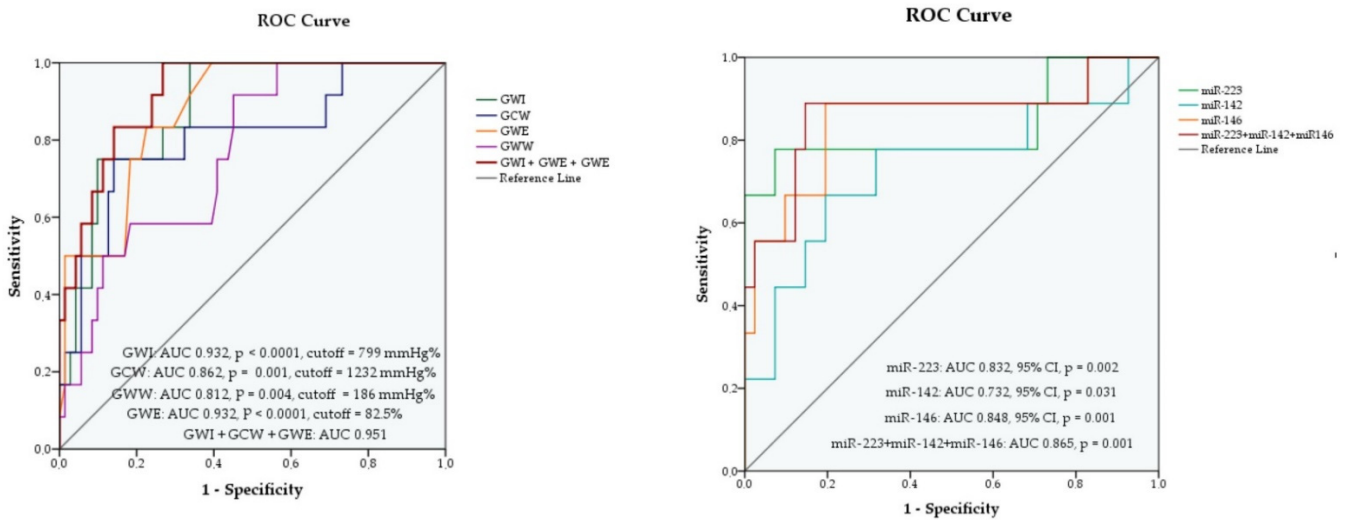 ROC Curve
1,0
0,8
0,6
0,4
0,2
0,0
Sensitivity
0,0 0,2 0,4 0,6 0,8 1,0
1 - Specificity
GWI
GCW
GWE
GWW
GWI + GWE + GWE
Reference Line
GWI: AUC 0.932, p < 0.0001, cutoff = 799 mmHg%
GCW: AUC 0.862, p = 0.001, cutoff = 1232 mmHg%
GWW: AUC 0.812, p = 0.004, cutoff = 186 mmHg%
GWE: AUC 0.932, P < 0.0001, cutoff = 82.5%
GWI + GCW + GWE: AUC 0.951
ROC Curve
1,0
0,8
0,6
0,4
0,2
0,0
Sensitivity
0,0 0,2 0,4 0,6 0,8 1,0
1 - Specificity
miR-223
miR-142
miR-146
miR-223+miR-142+miR146
Reference Line
miR-223: AUC 0.832, 95% CI, p = 0.002
miR-142: AUC 0.732, 95% CI, p = 0.031
miR-146: AUC 0.848, 95% CI, p = 0.001
miR-223+miR-142+miR-146: AUC 0.865, p = 0.001